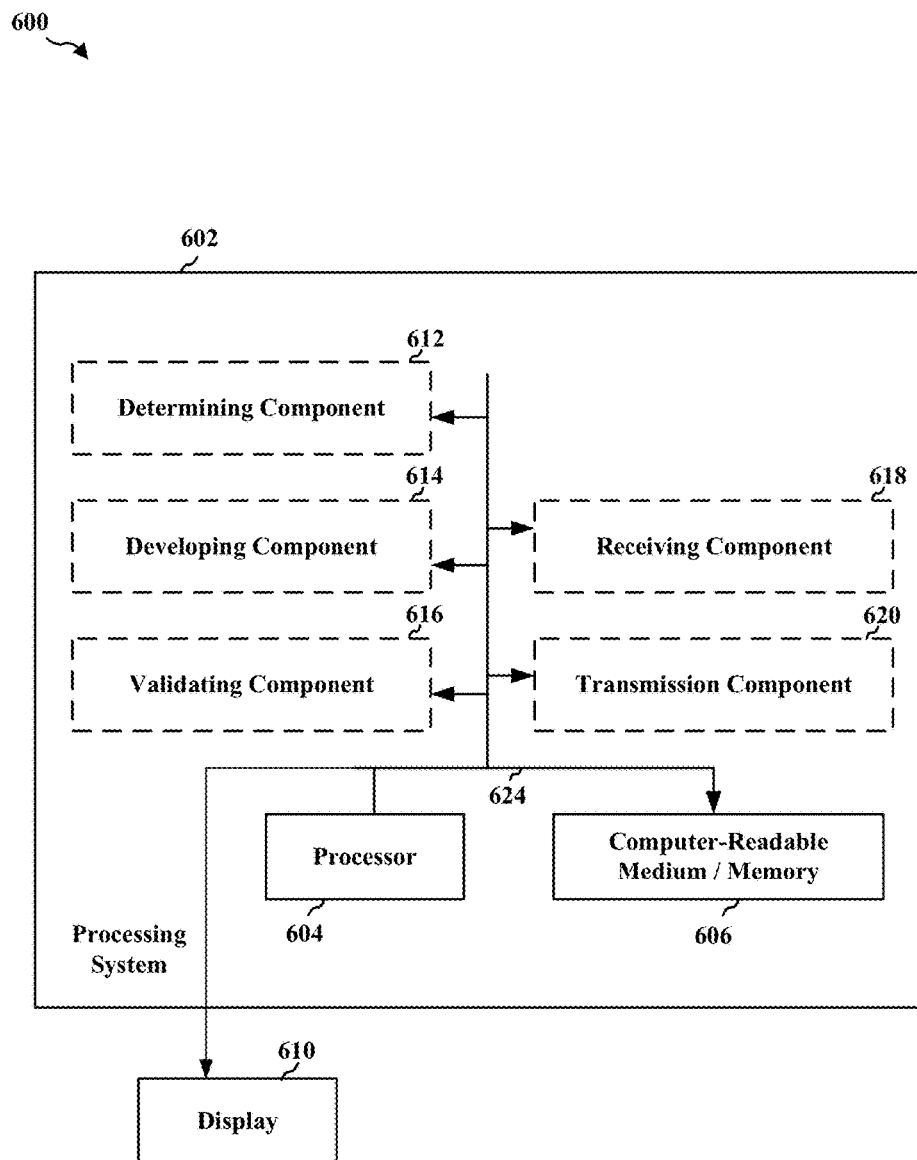 600
602
612
Determining Component
614
Developing Component
618
Receiving Component
616
Validating Component
620
Transmission Component
624
Processor
604
Computer-Readable
Medium / Memory
606
Processing
System
610
Display